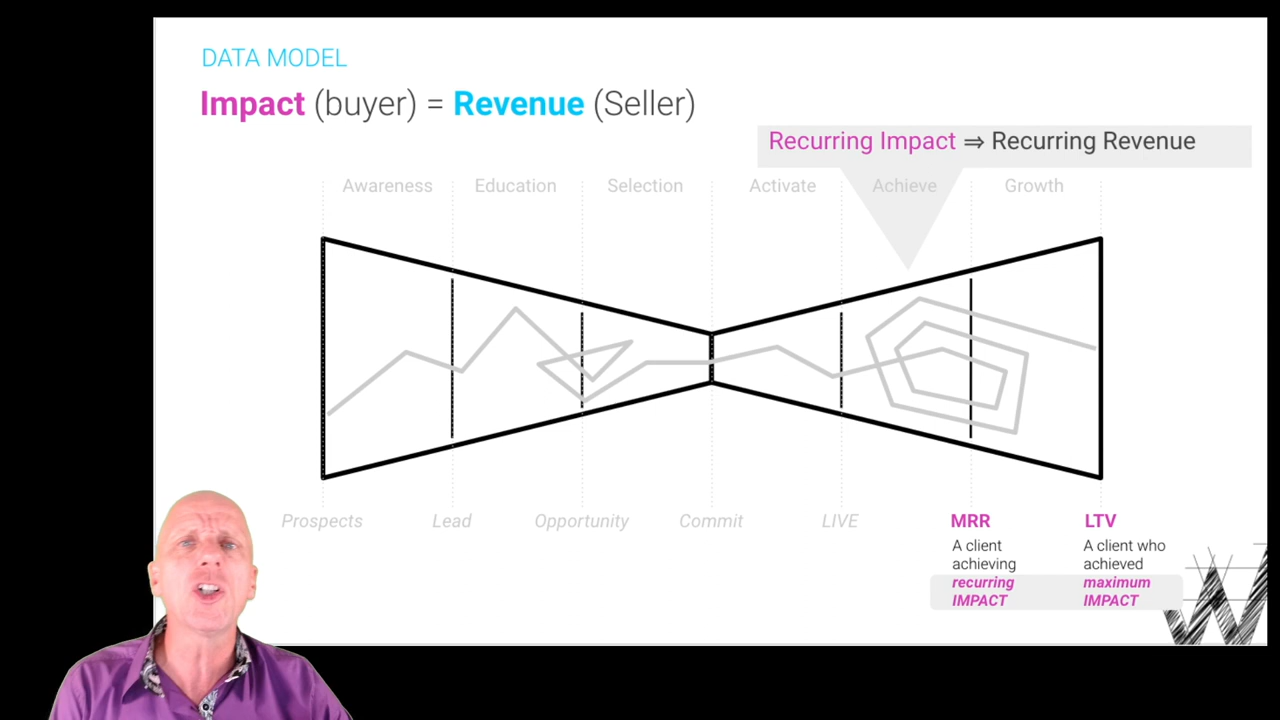 DATA MODEL
Impact (buyer) = Revenue (Seller)
Recurring Impact ⇒ Recurring Revenue
Awareness Education Selection Activate Achieve Growth
Prospects Lead Opportunity Commit LIVE MRR LTV
A client achieving recurring IMPACT
A client who achieved maximum IMPACT
W